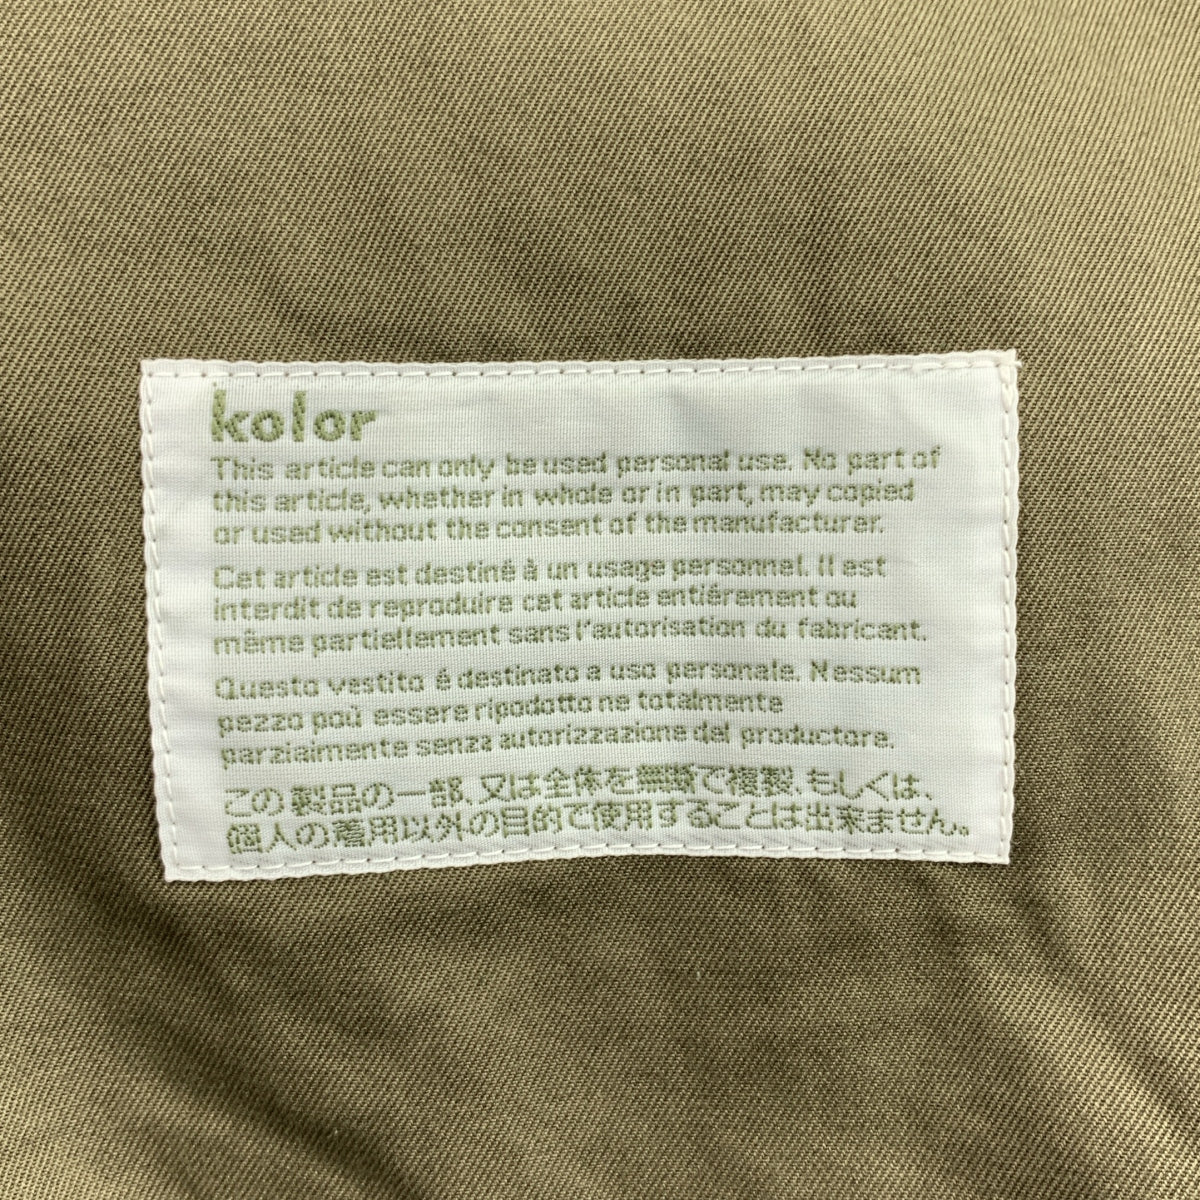 kolor
This article can only be used personal use. No part of
this article, whether in whole or in part, may copied
or used without the consent of the manufacturer.
Cet article est destiné à un usage personnel. Il est
interdit de reproduire cet article entiérement ou
même partiellement sans l'autorisation du fabricant.
Questo vestito é destinato a uso personale. Nessum
pezzo poù essere ripodotto ne totalmente
parzialmente senza autorizzazione del productore.
この製品の一部、又は全体を無断で複製、もしくは、
個人の着用以外の目的で使用することは出来ません。